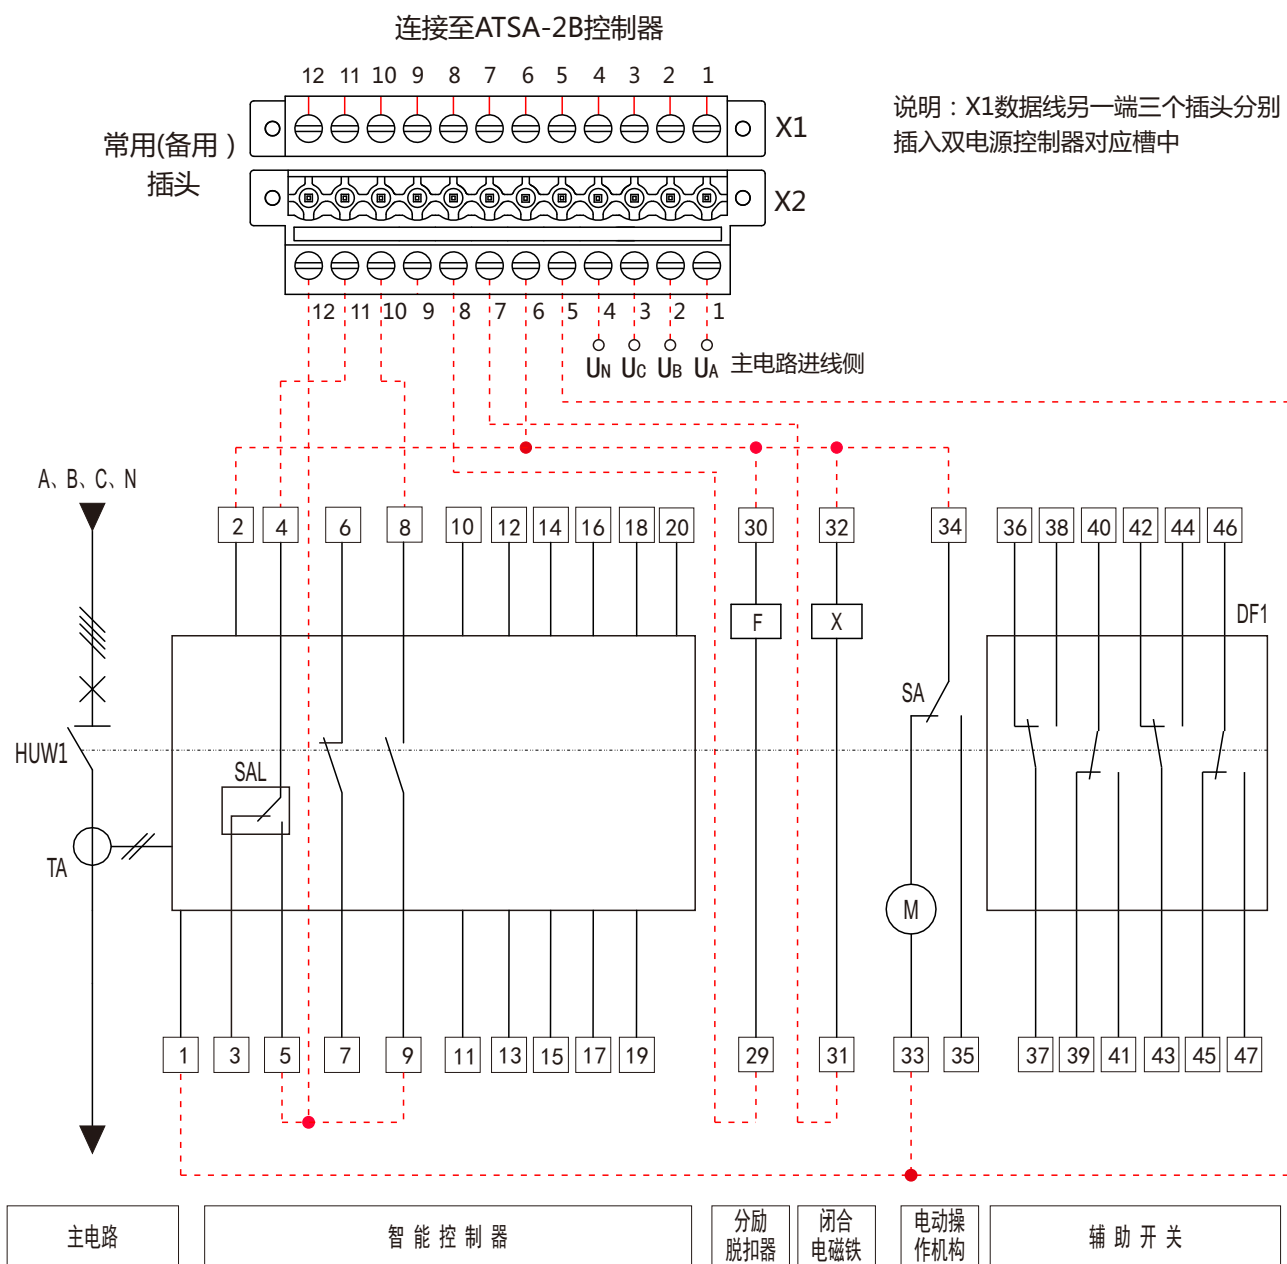 连接至ATSA-2B控制器
12 11 10 9 8 7 6 5 4 3 2 1
说明：X1数据线另一端三个插头分别
插入双电源控制器对应槽中
常用(备用）
插头
X1
X2
12 11 10 9 8 7 6 5 4 3 2 1
UN UC UB UA 主电路进线侧
A、B、C、N
2 4 6 8 10 12 14 16 18 20 30 32 34 36 38 40 42 44 46
F X
DF1
SA
HUW1
SAL
TA
M
1 3 5 7 9 11 13 15 17 19 29 31 33 35 37 39 41 43 45 47
主电路
智能控制器
分励
脱扣器
闭合
电磁铁
电动操
作机构
辅助开关